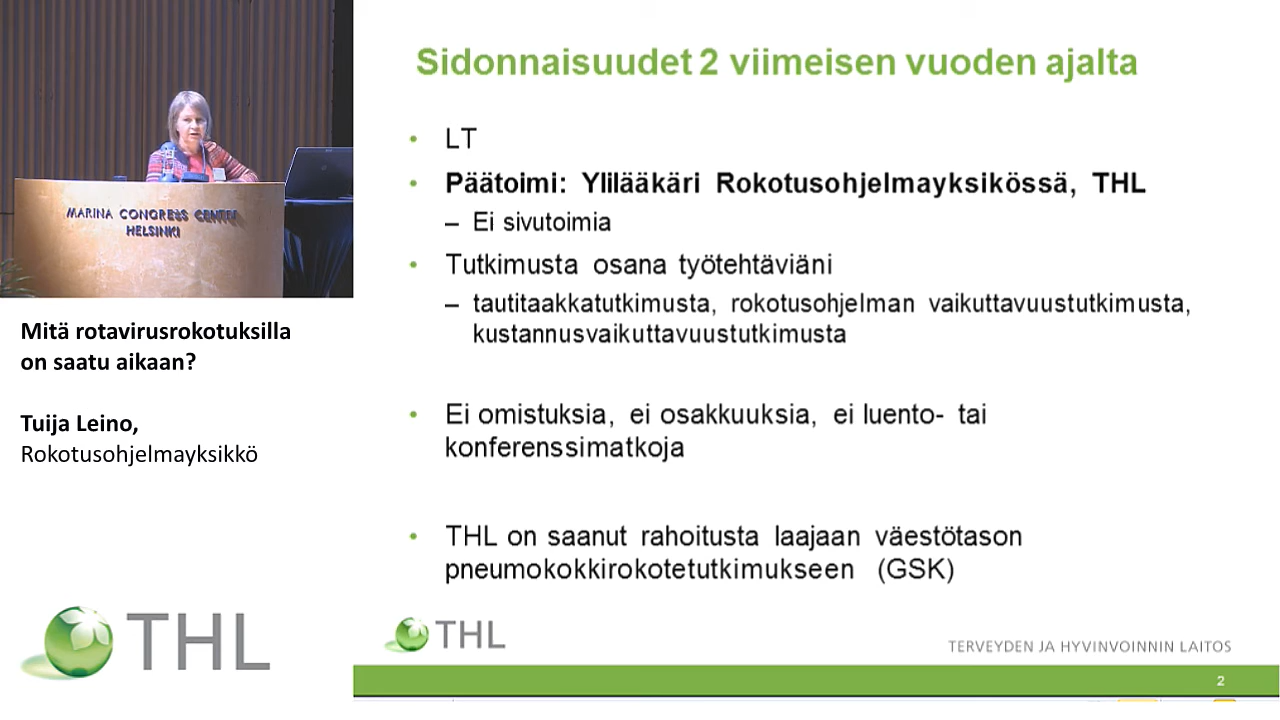 MARINA CONGRESS CENTER
HELSINKI
Mitä rotavirusrokotuksilla
on saatu aikaan?
Tuija Leino,
Rokotusohjelmayksikkö
THL
Sidonnaisuudet 2 viimeisen vuoden ajalta
• LT
• Päätoimi: Ylilääkäri Rokotusohjelmayksikössä, THL
– Ei sivutoimia
• Tutkimusta osana työtehtäviäni
– tautitaakkatutkimusta, rokotusohjelman vaikuttavuustutkimusta,
kustannusvaikuttavuustutkimusta
• Ei omistuksia, ei osakkuuksia, ei luento- tai
konferenssimatkoja
• THL on saanut rahoitusta laajaan väestötason
pneumokokkirokotetutkimukseen (GSK)
THL
TERVEYDEN JA HYVINVOINNIN LAITOS
2